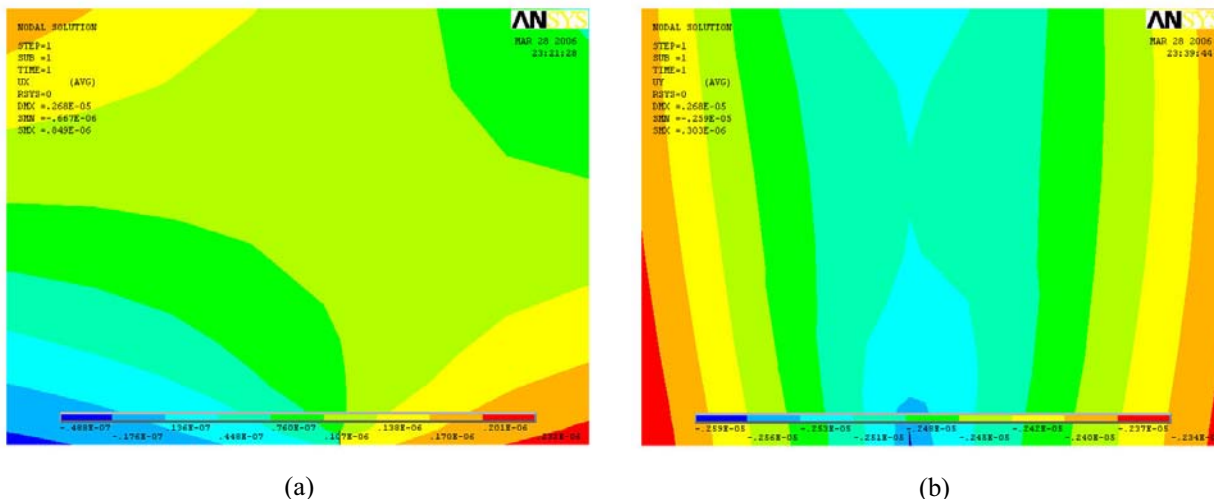 NODAL SOLUTION
STEP=1
SUB =1
TIME=1
UX (AVG)
RSYS=0
DMX =.268E-05
SMN =-.667E-06
SMX =.849E-06
ANSYS
MAR 28 2006
23:21:28
-.488E-07 .136E-07 .760E-07 .138E-06 .201E-06
-.176E-07 .448E-07 .107E-06 .170E-06 .232E-06
(a)
NODAL SOLUTION
STEP=1
SUB =1
TIME=1
UY (AVG)
RSYS=0
DMX =.268E-05
SMN =-.259E-05
SMX =.303E-06
ANSYS
MAR 28 2006
23:39:44
-.259E-05 -.253E-05 -.248E-05 -.242E-05 -.237E-05
-.256E-05 -.251E-05 -.245E-05 -.240E-05 -.234E-0
(b)